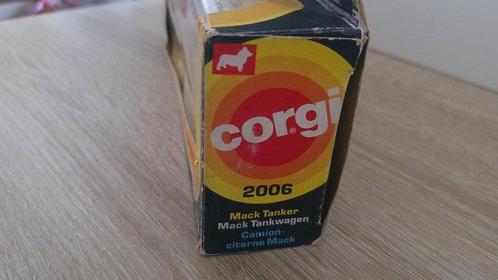 corgi®
2006
Mack Tanker
Mack Tankwagen
Camion-
citerne Mack